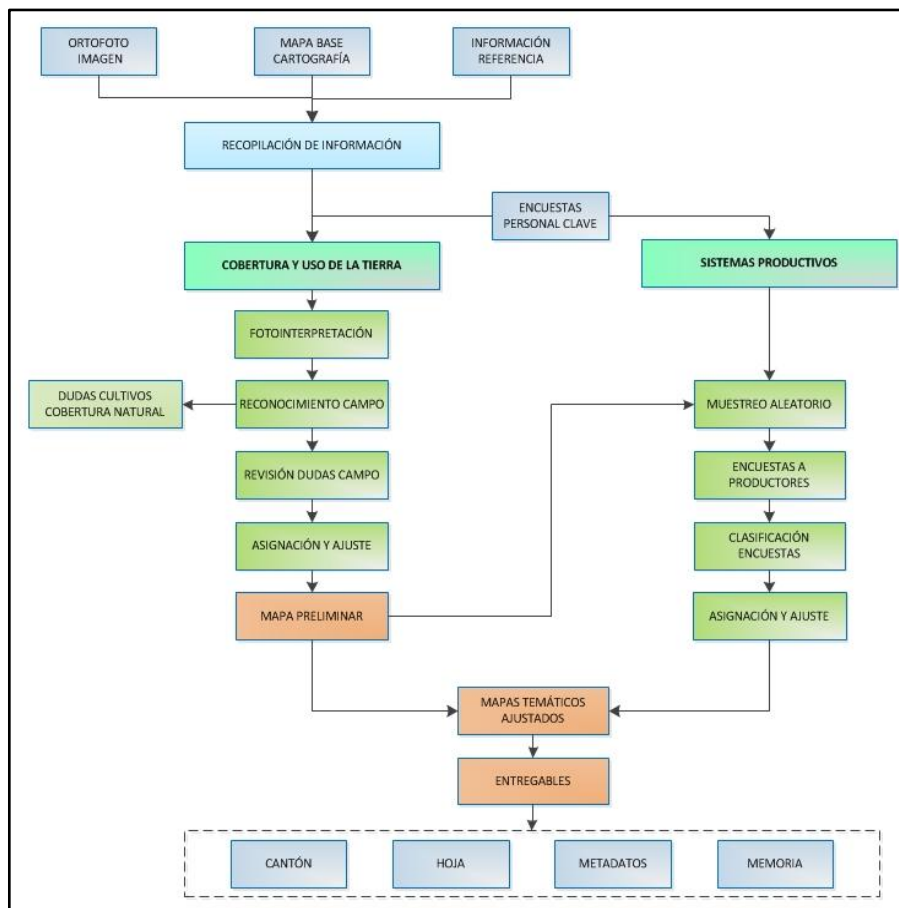 ORTOFOTO
IMAGEN
MAPA BASE
CARTOGRAFÍA
INFORMACIÓN
REFERENCIA
RECOPILACIÓN DE INFORMACIÓN
ENCUESTAS
PERSONAL CLAVE
COBERTURA Y USO DE LA TIERRA
SISTEMAS PRODUCTIVOS
FOTOINTERPRETACIÓN
DUDAS CULTIVOS
COBERTURA NATURAL
RECONOCIMIENTO CAMPO
MUESTREO ALEATORIO
REVISIÓN DUDAS CAMPO
ENCUESTAS A
PRODUCTORES
ASIGNACIÓN Y AJUSTE
CLASIFICACIÓN
ENCUESTAS
MAPA PRELIMINAR
ASIGNACIÓN Y AJUSTE
MAPAS TEMÁTICOS
AJUSTADOS
ENTREGABLES
CANTÓN
HOJA
METADATOS
MEMORIA